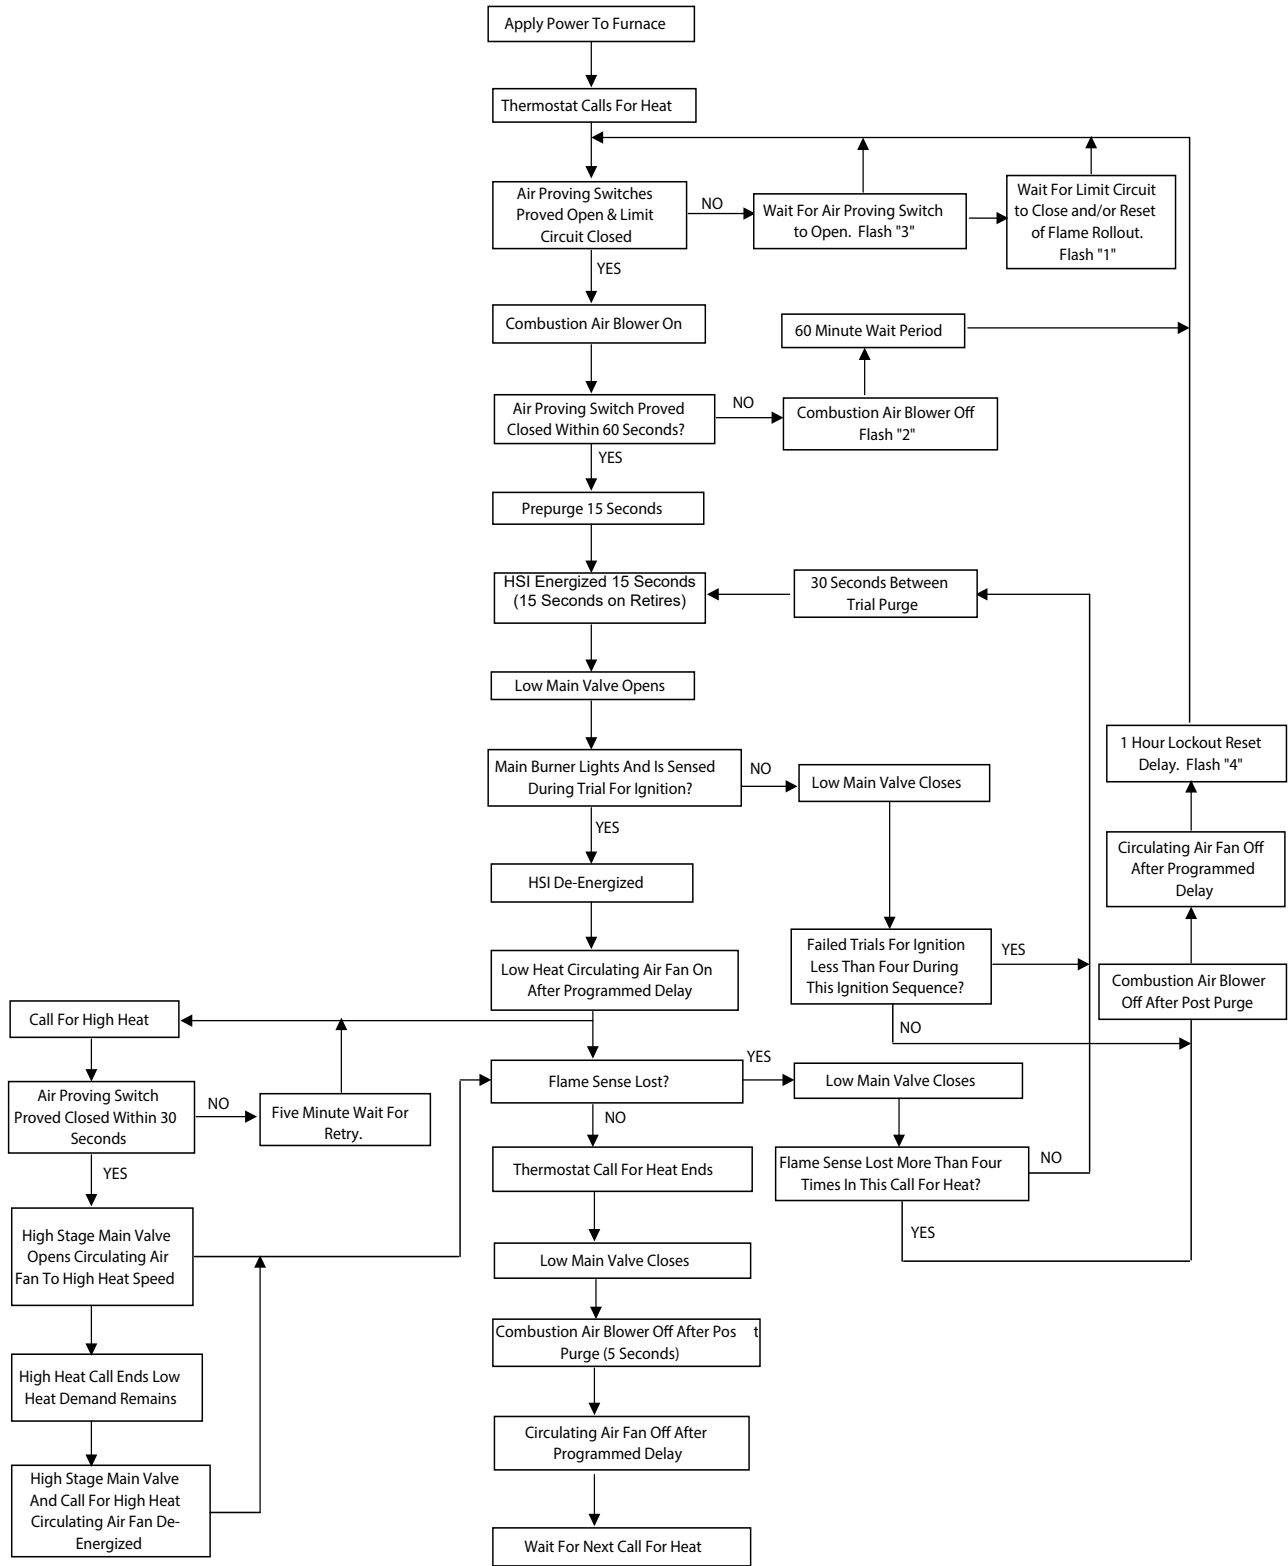 Apply Power To Furnace
Thermostat Calls For Heat
Air Proving Switches
Proved Open & Limit
Circuit Closed
NO
Wait For Air Proving Switch
to Open. Flash "3"
Wait For Limit Circuit
to Close and/or Reset
of Flame Rollout.
Flash "1"
YES
Combustion Air Blower On
60 Minute Wait Period
Air Proving Switch Proved
Closed Within 60 Seconds?
NO
Combustion Air Blower Off
Flash "2"
YES
Prepurge 15 Seconds
HSI Energized 15 Seconds
(15 Seconds on Retires)
30 Seconds Between
Trial Purge
Low Main Valve Opens
Main Burner Lights And Is Sensed
During Trial For Ignition?
NO
Low Main Valve Closes
1 Hour Lockout Reset
Delay. Flash "4"
YES
HSI De-Energized
Circulating Air Fan Off
After Programmed
Delay
Failed Trials For Ignition
Less Than Four During
This Ignition Sequence?
YES
NO
Combustion Air Blower
Off After Post Purge
Low Heat Circulating Air Fan On
After Programmed Delay
Call For High Heat
Flame Sense Lost?
YES
Low Main Valve Closes
Air Proving Switch
Proved Closed Within 30
Seconds
NO
Five Minute Wait For
Retry.
NO
YES
Thermostat Call For Heat Ends
Flame Sense Lost More Than Four
Times In This Call For Heat?
NO
YES
High Stage Main Valve
Opens Circulating Air
Fan To High Heat Speed
Low Main Valve Closes
Combustion Air Blower Off After Pos t
Purge (5 Seconds)
High Heat Call Ends Low
Heat Demand Remains
Circulating Air Fan Off After
Programmed Delay
High Stage Main Valve
And Call For High Heat
Circulating Air Fan De-
Energized
Wait For Next Call For Heat